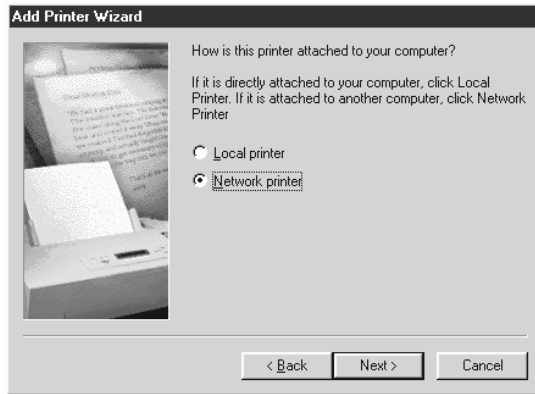 Add Printer Wizard
How is this printer attached to your computer?
If it is directly attached to your computer, click Local
Printer. If it is attached to another computer, click Network
Printer
Local printer
Network printer
< Back
Next >
Cancel